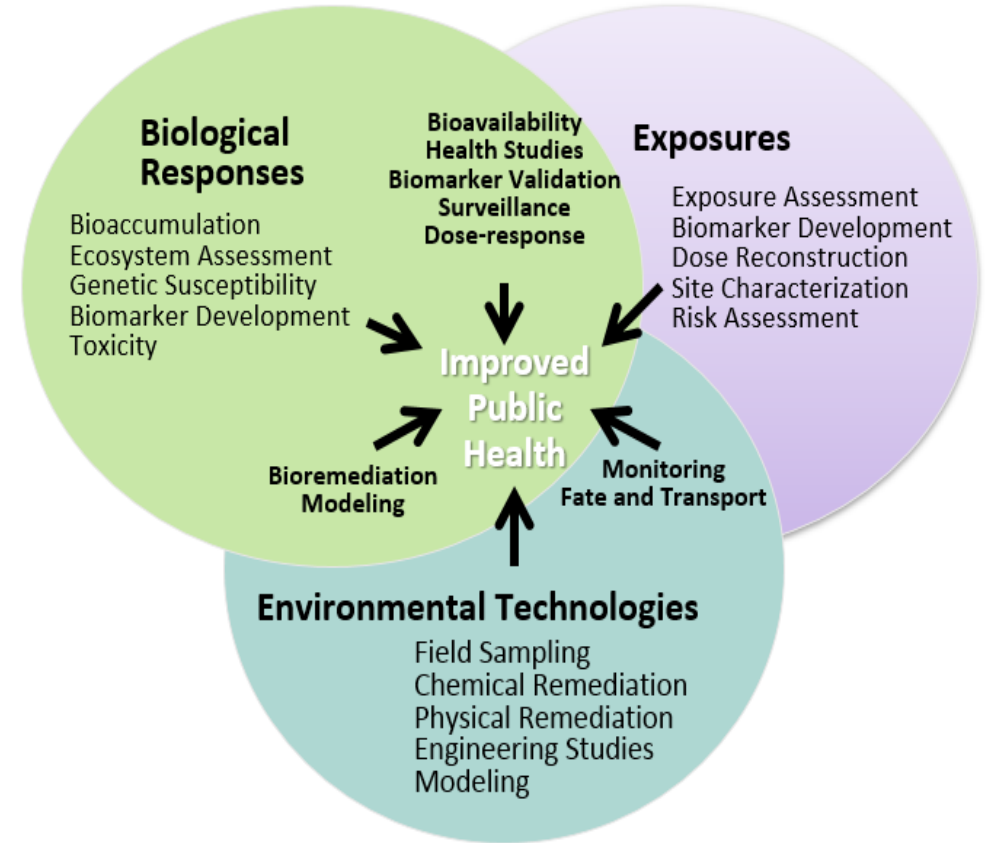 Biological
Responses
Bioaccumulation
Ecosystem Assessment
Genetic Susceptibility
Biomarker Development
Toxicity
Bioavailability
Health Studies
Biomarker Validation
Surveillance
Dose-response
Exposures
Exposure Assessment
Biomarker Development
Dose Reconstruction
Site Characterization
Risk Assessment
Improved
Public
Health
Bioremediation
Modeling
Monitoring
Fate and Transport
Environmental Technologies
Field Sampling
Chemical Remediation
Physical Remediation
Engineering Studies
Modeling